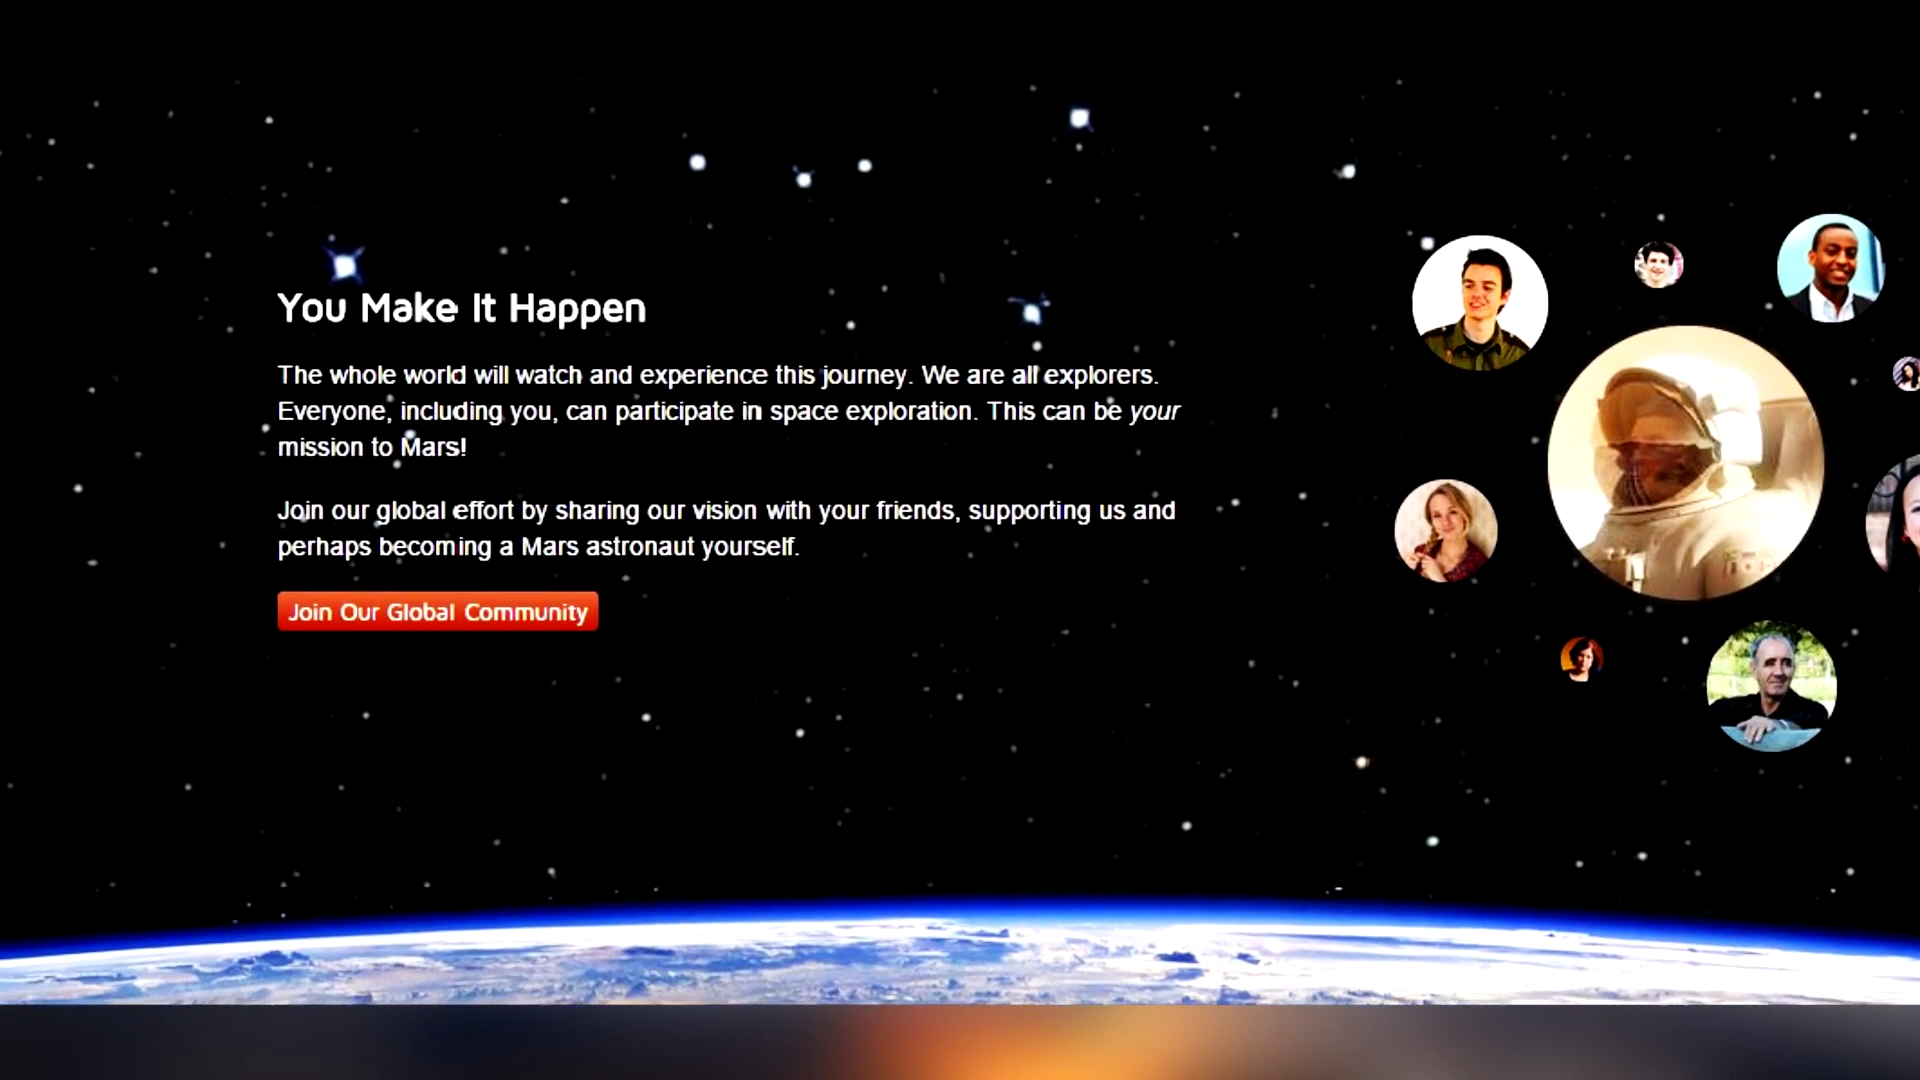 You Make It Happen
The whole world will watch and experience this journey. We are all explorers.
Everyone, including you, can participate in space exploration. This can be your
mission to Mars!
Join our global effort by sharing our vision with your friends, supporting us and
perhaps becoming a Mars astronaut yourself.
Join Our Global Community